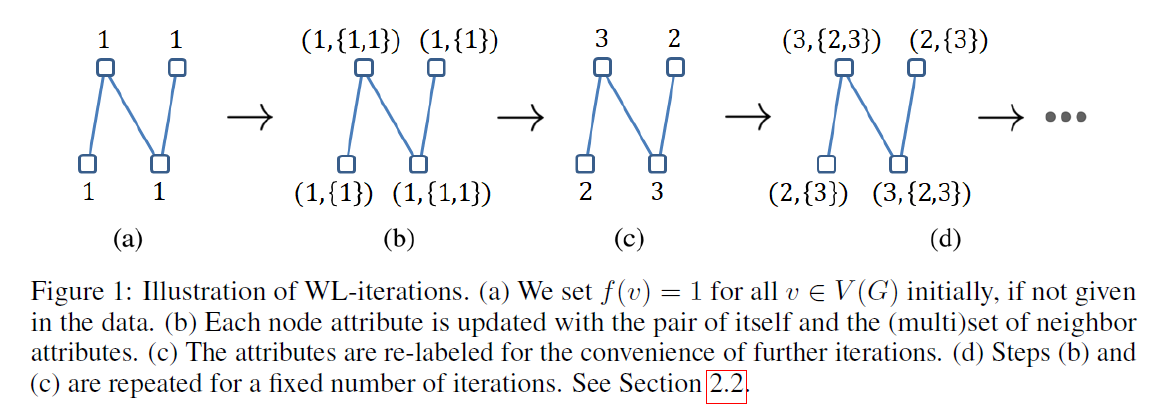 1 1 (1,{1,1}) (1,{1}) 3 2 (3,{2,3}) (2,{3})
1 1 (1,{1}) (1,{1,1}) 2 3 (2,{3}) (3,{2,3})
(a) (b) (c) (d)
Figure 1: Illustration of WL-iterations. (a) We set f(v) = 1 for all v ∈ V(G) initially, if not given
in the data. (b) Each node attribute is updated with the pair of itself and the (multi)set of neighbor
attributes. (c) The attributes are re-labeled for the convenience of further iterations. (d) Steps (b) and
(c) are repeated for a fixed number of iterations. See Section 2.2.